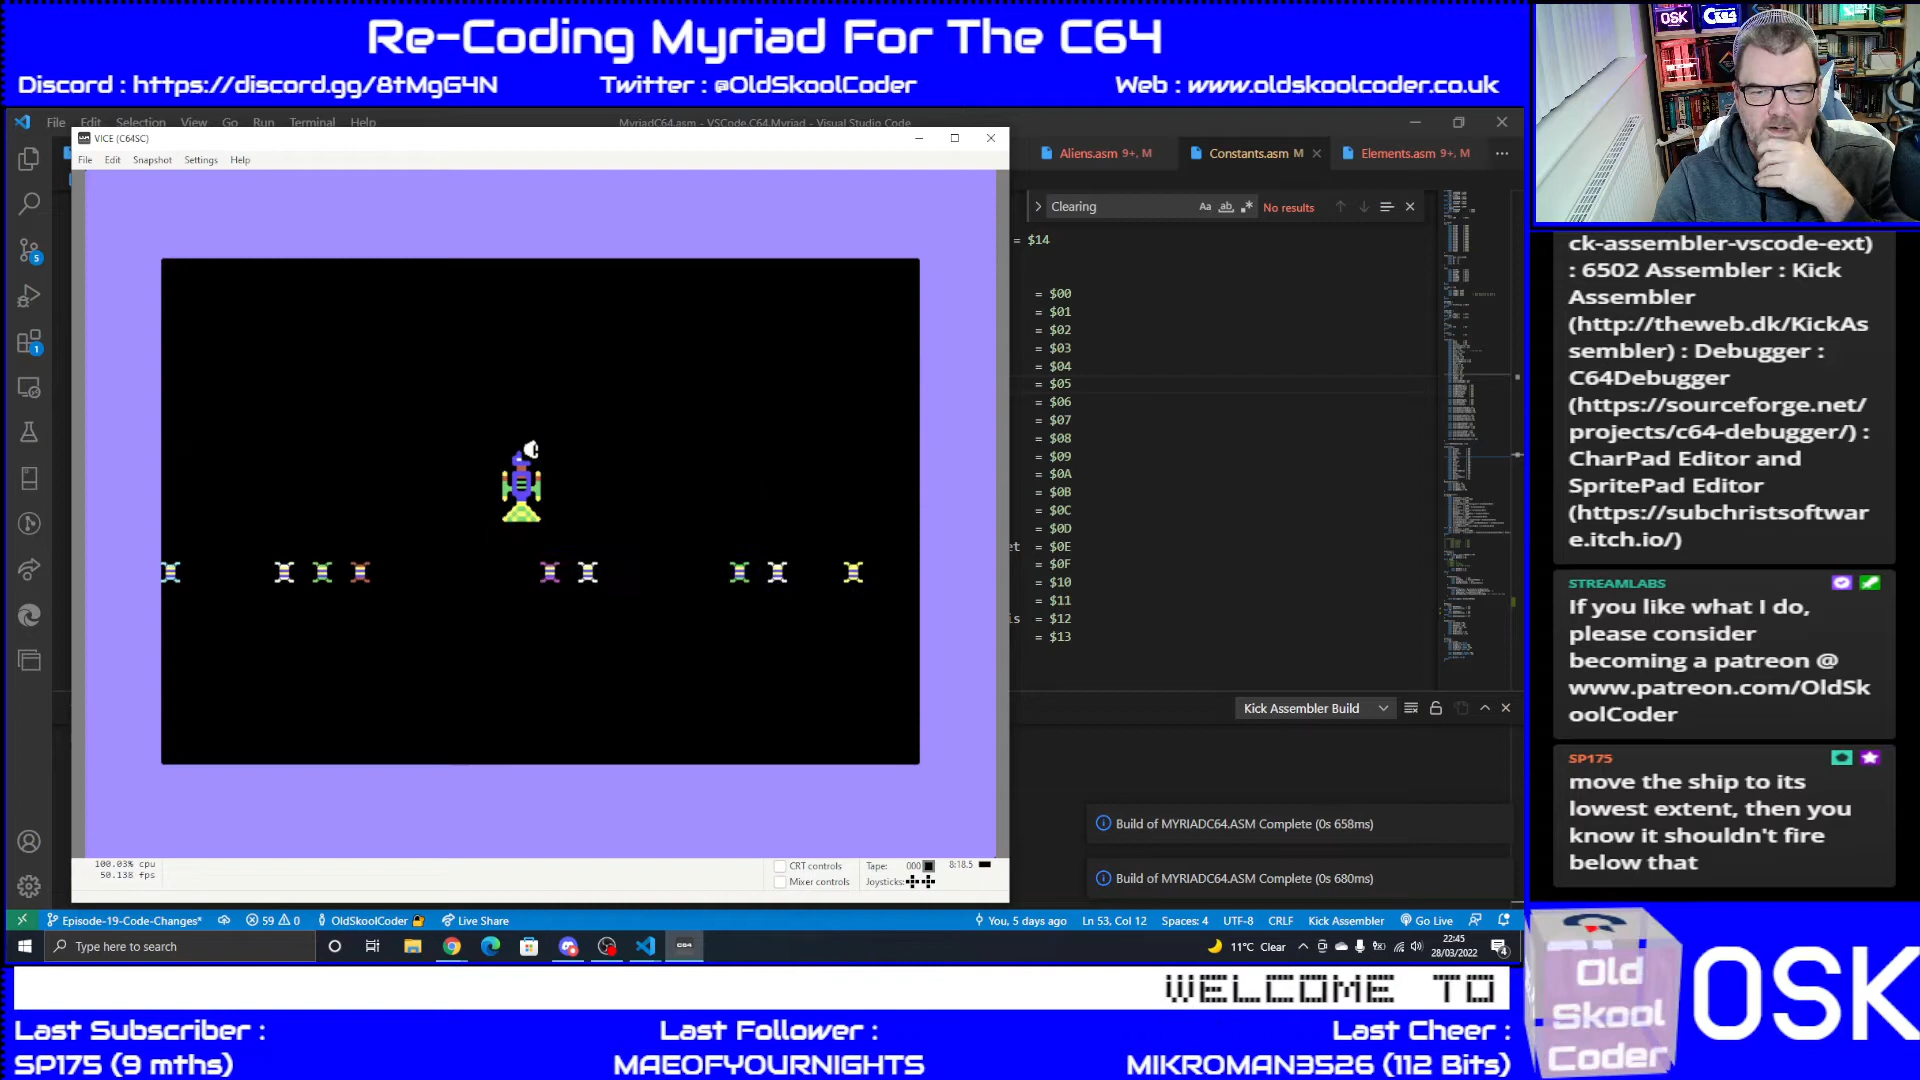 Re-Coding Myriad For The C64
Discord : https://discord.gg/8tMgG4N
Twitter : @OldSkoolCoder
Web : www.oldskoolcoder.co.uk
OSK
C64
File Edit Selection View Go Run Terminal Help
MyriadC64.asm - VSCode.C64.Myriad - Visual Studio Code
VICE (C64SC)
File Edit Snapshot Settings Help
Aliens.asm 9+, M
Constants.asm M
Elements.asm 9+, M
Clearing
Aa ab
No results
= $14
= $00
= $01
= $02
= $03
= $04
= $05
= $06
= $07
= $08
= $09
= $0A
= $0B
= $0C
= $0D
et = $0E
= $0F
= $10
= $11
is = $12
= $13
5
1
Kick Assembler Build
Build of MYRIADC64.ASM Complete (0s 658ms)
Build of MYRIADC64.ASM Complete (0s 680ms)
100.03% cpu
50.138 fps
CRT controls
Mixer controls
Tape: 000
Joysticks:
8:18.5
Episode-19-Code-Changes*
59 0
OldSkoolCoder
Live Share
You, 5 days ago
Ln 53, Col 12
Spaces: 4
UTF-8
CRLF
Kick Assembler
Go Live
Type here to search
C64
11°C Clear
22:45
28/03/2022
4
ck-assembler-vscode-ext)
: 6502 Assembler : Kick
Assembler
(http://theweb.dk/KickAs
sembler) : Debugger :
C64Debugger
(https://sourceforge.net/
projects/c64-debugger/) :
CharPad Editor and
SpritePad Editor
(https://subchristsoftwar
e.itch.io/)
STREAMLABS
If you like what I do,
please consider
becoming a patreon @
www.patreon.com/OldSk
oolCoder
SP175
move the ship to its
lowest extent, then you
know it shouldn't fire
below that
WELCOME TO
Last Subscriber :
SP175 (9 mths)
Last Follower :
MAEOFYOURNIGHTS
Last Cheer :
MIKROMAN3526 (112 Bits)
Old
Skool
Coder
OSK